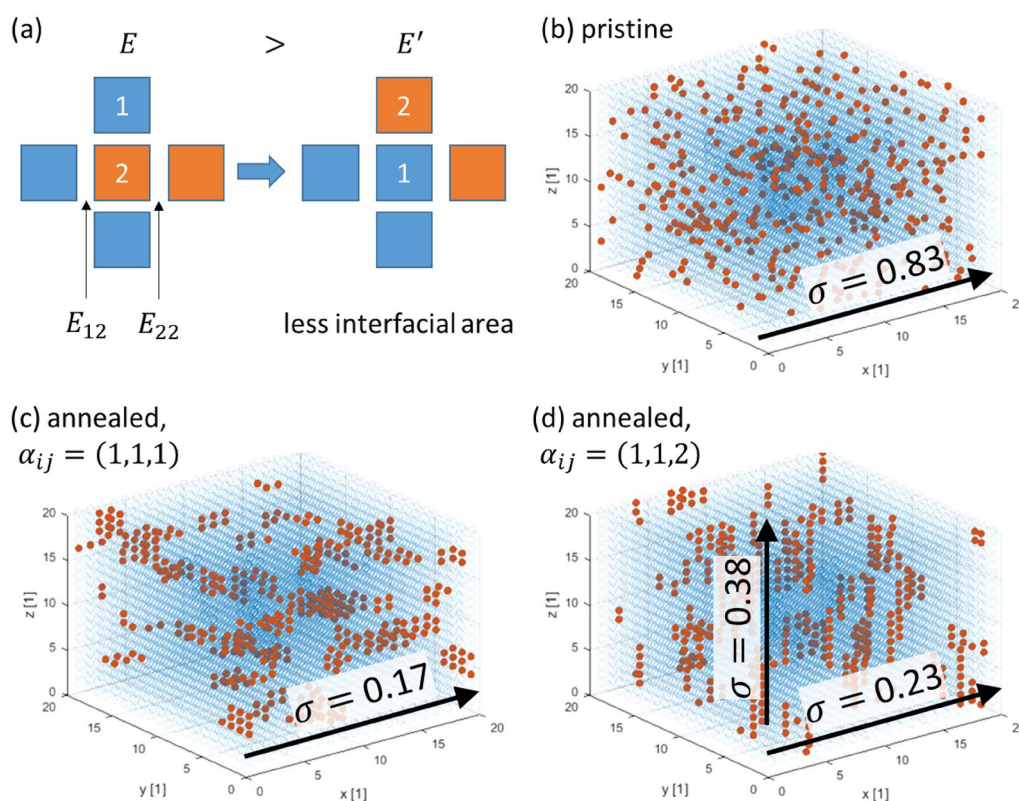 (a)
E > E′
1
2
2
1
E₁₂ E₂₂
less interfacial area
(b) pristine
20
15
10
5
0
z [1]
20
15
10
5
0
y [1]
0
5
10
15
2
x [1]
σ = 0.83
(c) annealed,
αᵢⱼ = (1,1,1)
20
15
10
5
0
z [1]
20
15
10
5
0
y [1]
0
5
10
15
20
x [1]
σ = 0.17
(d) annealed,
αᵢⱼ = (1,1,2)
20
15
10
5
0
z [1]
20
15
10
5
0
y [1]
0
5
10
15
2
x [1]
σ = 0.38
σ = 0.23